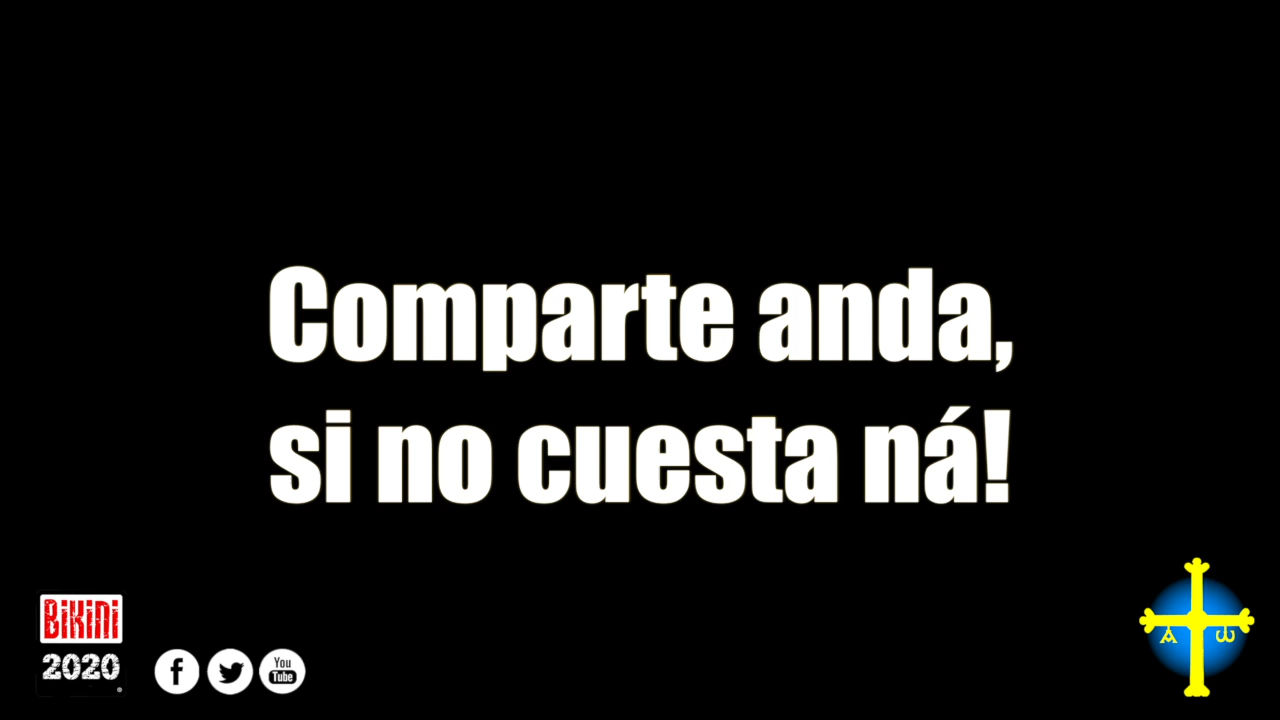 Comparte anda,
si no cuesta ná!
BiKiNi
2020
f
You
Tube
A ω